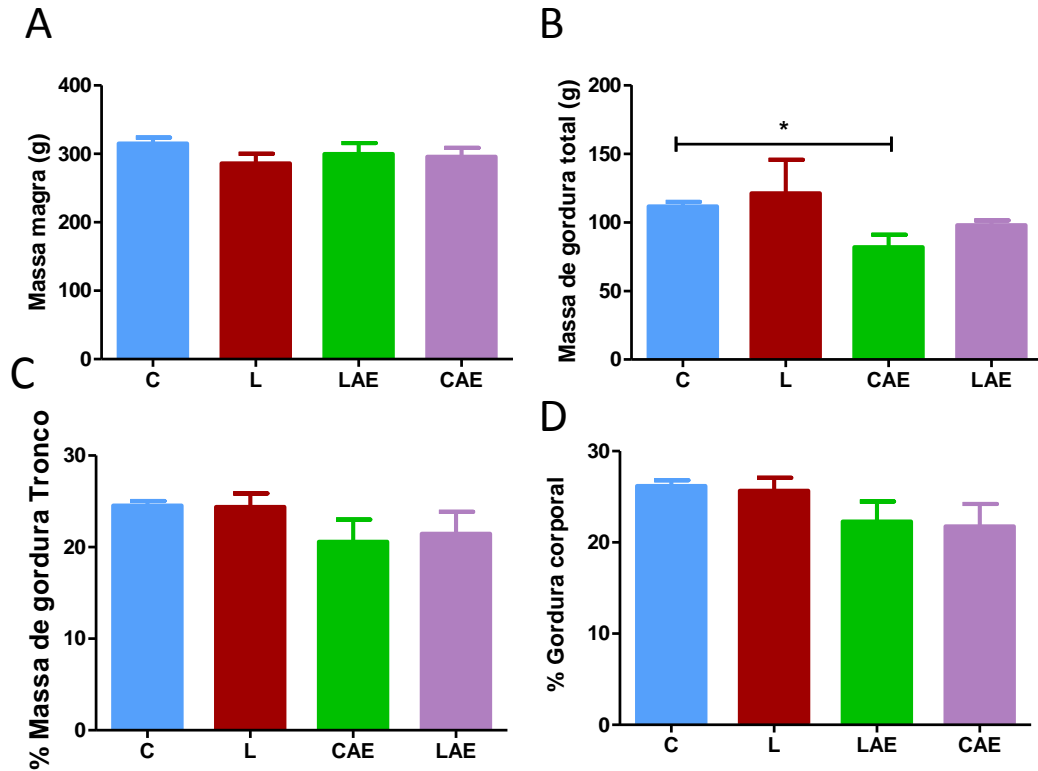 A
Massa magra (g)
400
300
200
100
0
C L LAE CAE
B
Massa de gordura total (g)
200
150
100
50
0
*
C L CAE LAE
C
% Massa de gordura Tronco
30
20
10
0
C L CAE LAE
D
% Gordura corporal
30
20
10
0
C L LAE CAE